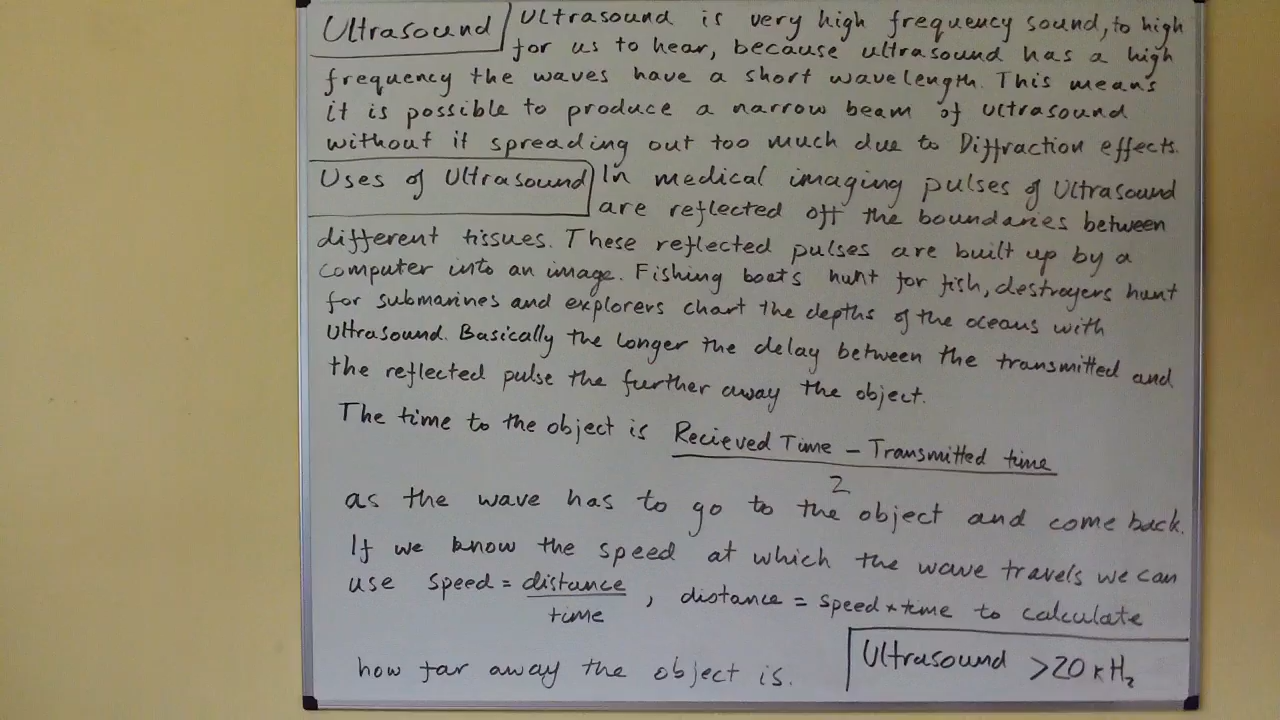 Ultrasound Ultrasound is very high frequency sound, to high
for us to hear, because ultrasound has a high
frequency the waves have a short wavelength. This means
it is possible to produce a narrow beam of ultrasound
without it spreading out too much due to Diffraction effects.
Uses of Ultrasound In medical imaging pulses of Ultrasound
are reflected off the boundaries between
different tissues. These reflected pulses are built up by a
computer into an image. Fishing boats hunt for fish, destroyers hunt
for submarines and explorers chart the depths of the oceans with
Ultrasound. Basically the longer the delay between the transmitted and
the reflected pulse the further away the object.
The time to the object is Recieved Time - Transmitted time
2
as the wave has to go to the object and come back.
If we know the speed at which the wave travels we can
use speed = distance/time, distance = speed × time to calculate
how far away the object is.
Ultrasound >20kHz